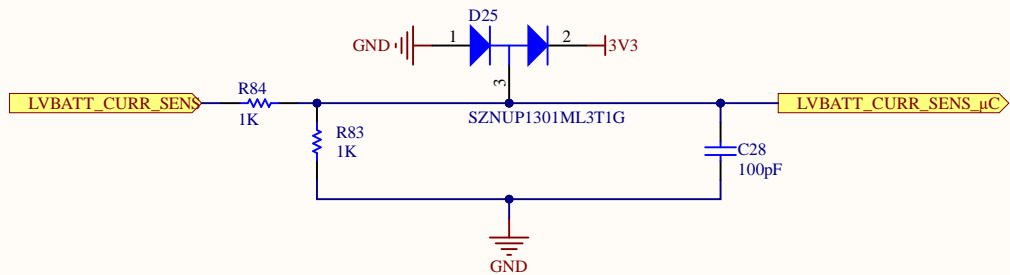 D25
GND
1
2
3V3
3
LVBATT_CURR_SENS
R84
1K
LVBATT_CURR_SENS_µC
SZNUP1301ML3T1G
R83
1K
C28
100pF
GND